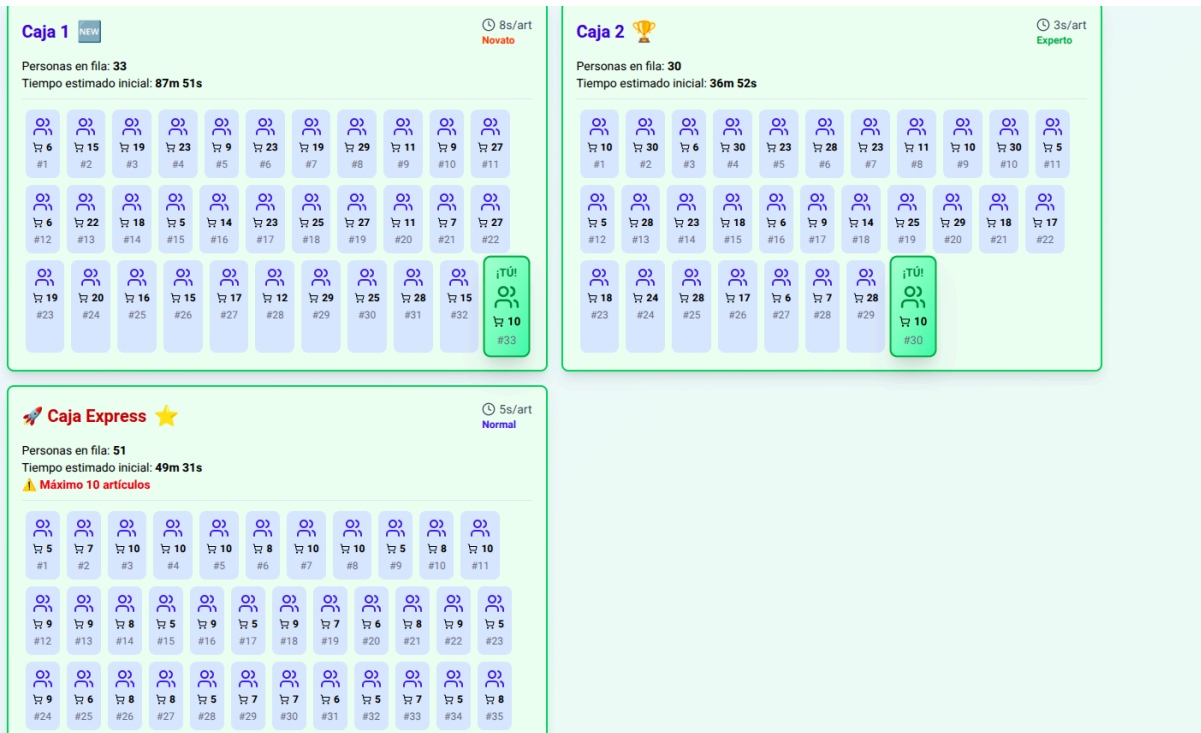 Caja 1 NEW 8s/art
Novato
Personas en fila: 33
Tiempo estimado inicial: 87m 51s
6 15 19 23 9 23 19 29 11 9 27
#1 #2 #3 #4 #5 #6 #7 #8 #9 #10 #11
6 22 18 5 14 23 25 27 11 7 27
#12 #13 #14 #15 #16 #17 #18 #19 #20 #21 #22
¡TÚ!
19 20 16 15 17 12 29 25 28 15
#23 #24 #25 #26 #27 #28 #29 #30 #31 #32
10
#33
Caja 2 3s/art
Experto
Personas en fila: 30
Tiempo estimado inicial: 36m 52s
10 30 6 30 23 28 23 11 10 30 5
#1 #2 #3 #4 #5 #6 #7 #8 #9 #10 #11
5 28 23 18 6 9 14 25 29 18 17
#12 #13 #14 #15 #16 #17 #18 #19 #20 #21 #22
¡TÚ!
18 24 28 17 6 7 28
#23 #24 #25 #26 #27 #28 #29
10
#30
Caja Express 5s/art
Normal
Personas en fila: 51
Tiempo estimado inicial: 49m 31s
Máximo 10 artículos
5 7 10 10 10 8 10 10 5 8 10
#1 #2 #3 #4 #5 #6 #7 #8 #9 #10 #11
9 9 8 5 9 5 9 7 6 8 9 5
#12 #13 #14 #15 #16 #17 #18 #19 #20 #21 #22 #23
9 6 8 8 5 7 7 6 5 7 5 8
#24 #25 #26 #27 #28 #29 #30 #31 #32 #33 #34 #35